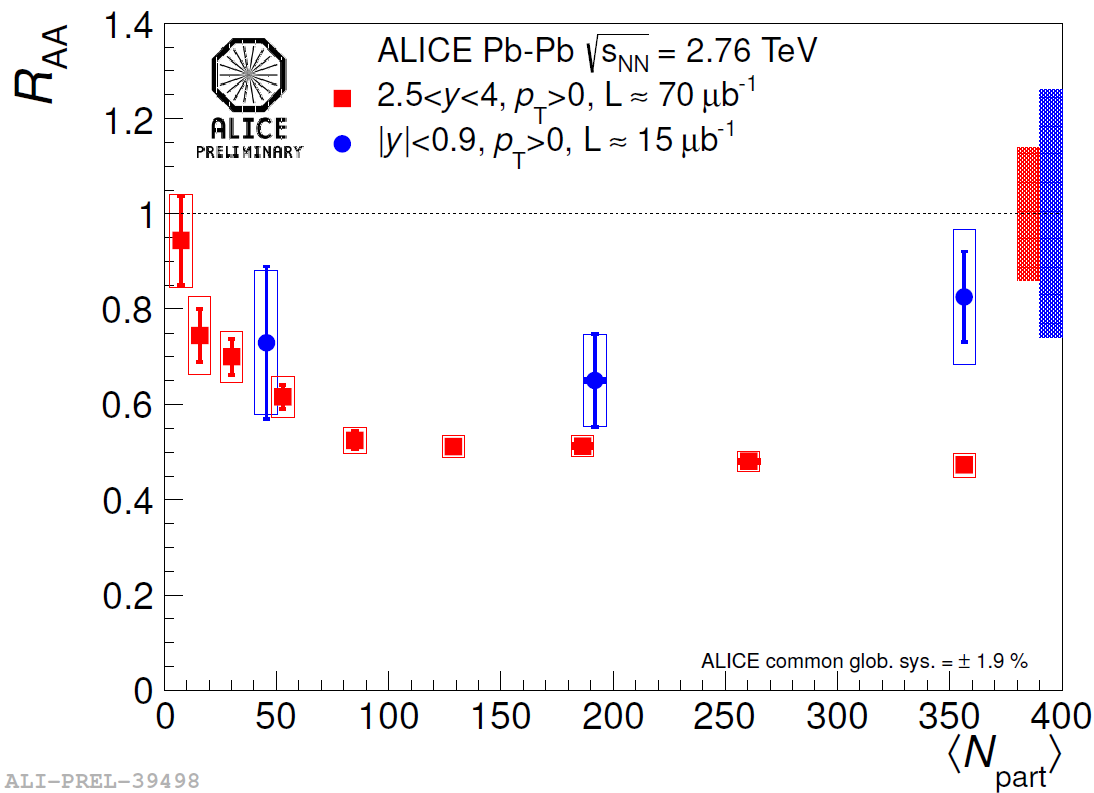 R_AA
1.4
1.2
1
0.8
0.6
0.4
0.2
0
ALICE
PRELIMINARY
ALICE Pb-Pb √s_NN = 2.76 TeV
2.5<y<4, p_T>0, L ≈ 70 μb⁻¹
|y|<0.9, p_T>0, L ≈ 15 μb⁻¹
ALICE common glob. sys. = ± 1.9 %
0 50 100 150 200 250 300 350 400
⟨N_part⟩
ALI-PREL-39498